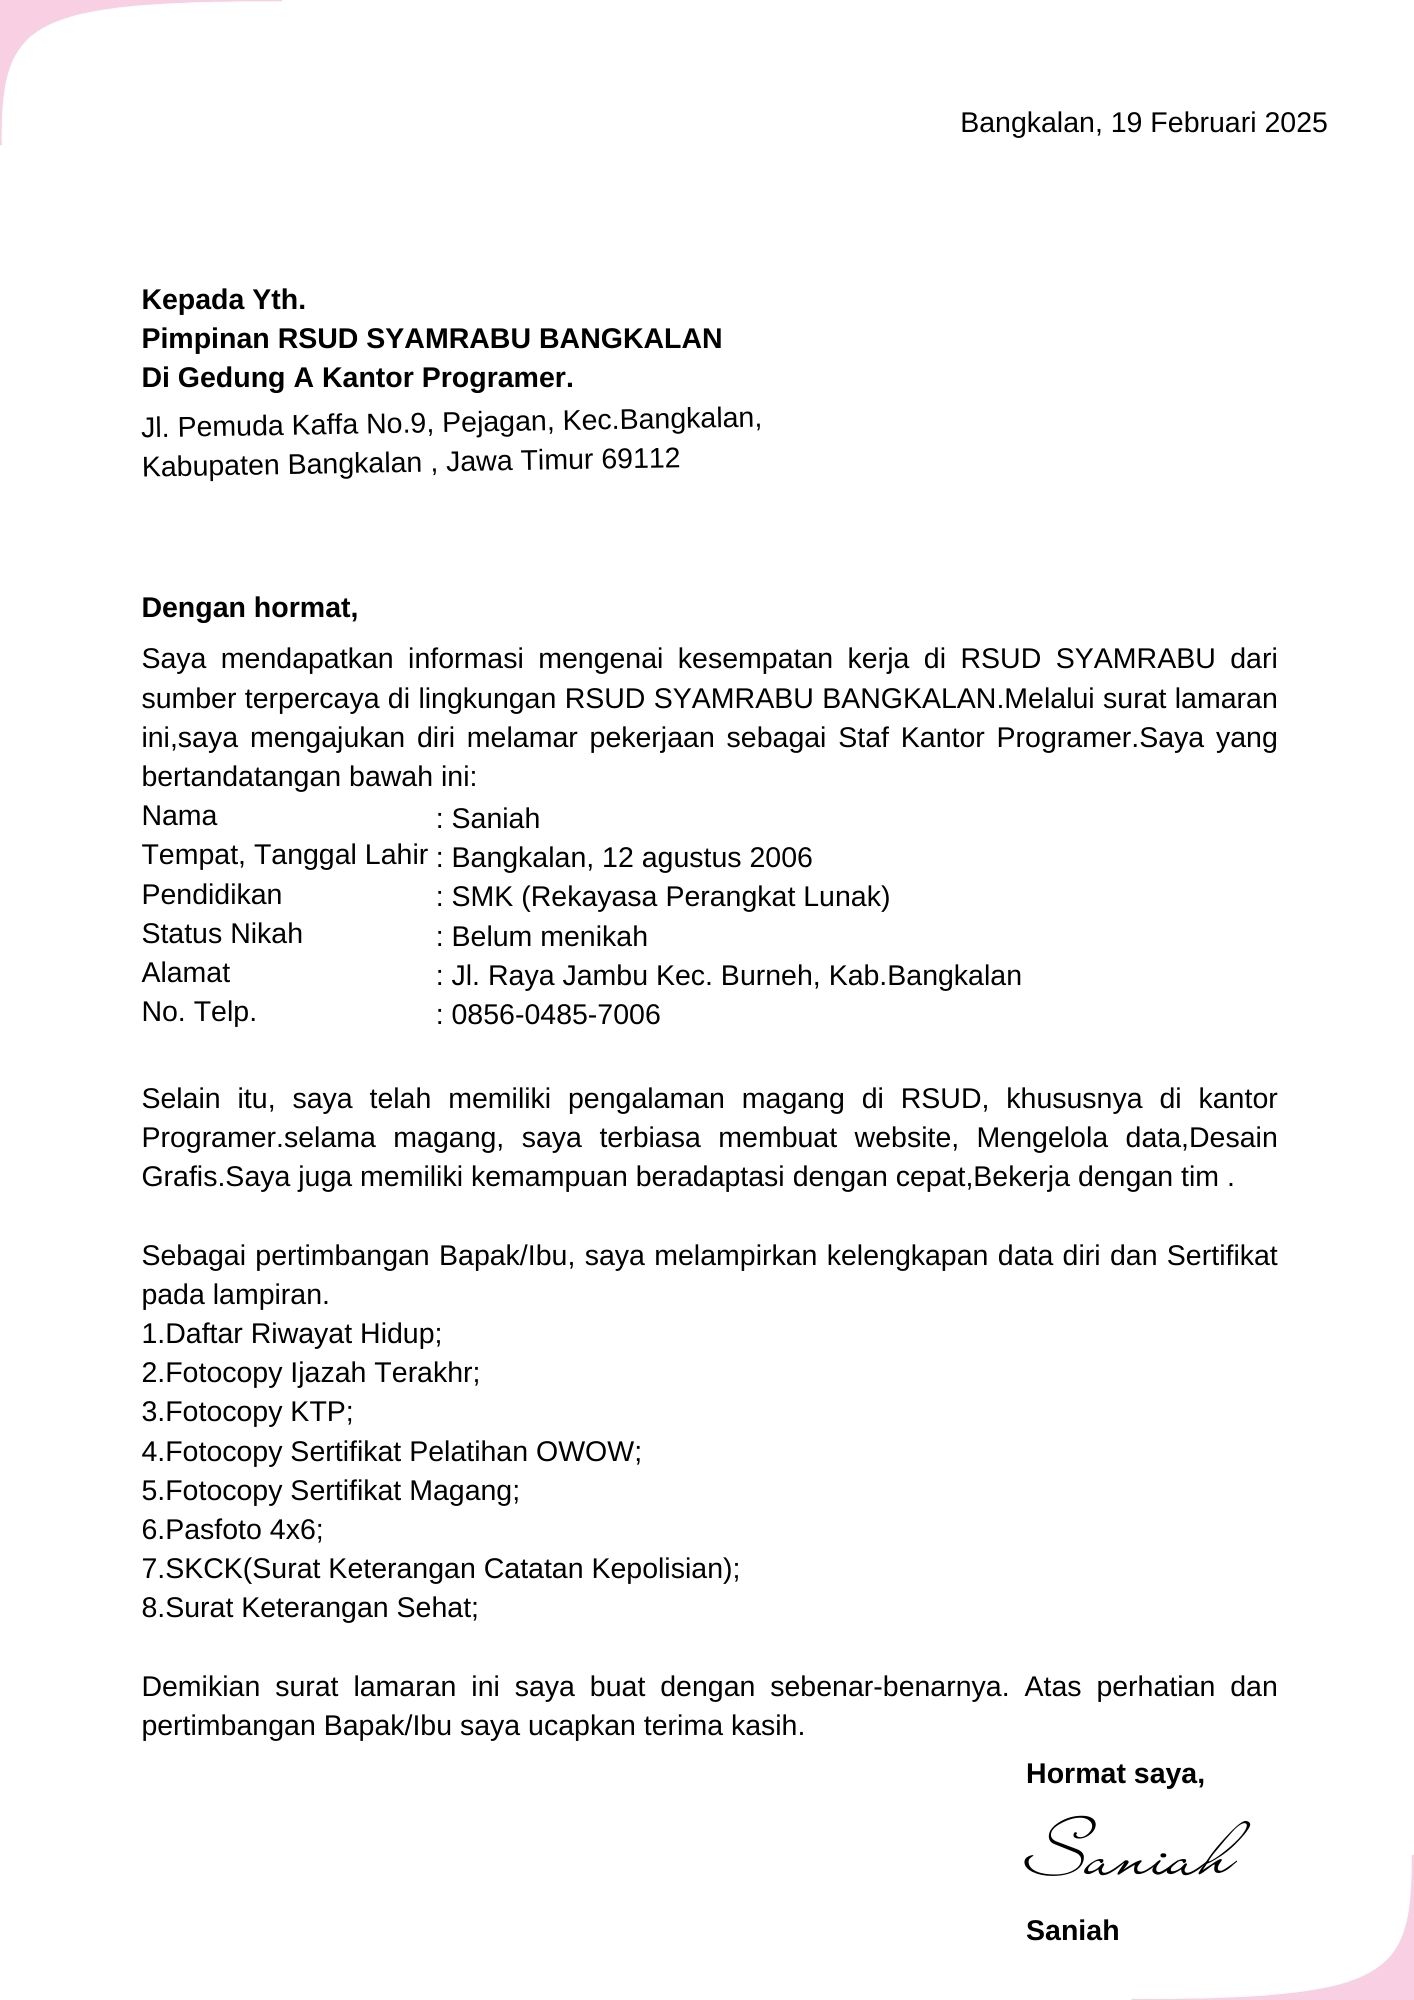 Bangkalan, 19 Februari 2025
Kepada Yth.
Pimpinan RSUD SYAMRABU BANGKALAN
Di Gedung A Kantor Programer.
Jl. Pemuda Kaffa No.9, Pejagan, Kec.Bangkalan,
Kabupaten Bangkalan , Jawa Timur 69112
Dengan hormat,
Saya mendapatkan informasi mengenai kesempatan kerja di RSUD SYAMRABU dari
sumber terpercaya di lingkungan RSUD SYAMRABU BANGKALAN.Melalui surat lamaran
ini,saya mengajukan diri melamar pekerjaan sebagai Staf Kantor Programer.Saya yang
bertandatangan bawah ini:
Nama : Saniah
Tempat, Tanggal Lahir : Bangkalan, 12 agustus 2006
Pendidikan : SMK (Rekayasa Perangkat Lunak)
Status Nikah : Belum menikah
Alamat : Jl. Raya Jambu Kec. Burneh, Kab.Bangkalan
No. Telp. : 0856-0485-7006
Selain itu, saya telah memiliki pengalaman magang di RSUD, khususnya di kantor
Programer.selama magang, saya terbiasa membuat website, Mengelola data,Desain
Grafis.Saya juga memiliki kemampuan beradaptasi dengan cepat,Bekerja dengan tim .
Sebagai pertimbangan Bapak/Ibu, saya melampirkan kelengkapan data diri dan Sertifikat
pada lampiran.
1.Daftar Riwayat Hidup;
2.Fotocopy Ijazah Terakhr;
3.Fotocopy KTP;
4.Fotocopy Sertifikat Pelatihan OWOW;
5.Fotocopy Sertifikat Magang;
6.Pasfoto 4x6;
7.SKCK(Surat Keterangan Catatan Kepolisian);
8.Surat Keterangan Sehat;
Demikian surat lamaran ini saya buat dengan sebenar-benarnya. Atas perhatian dan
pertimbangan Bapak/Ibu saya ucapkan terima kasih.
Hormat saya,
Saniah
Saniah